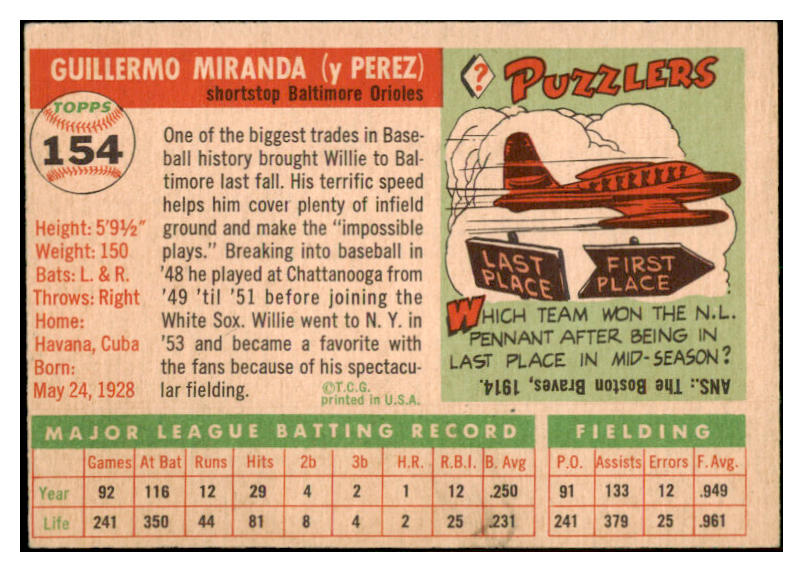 GUILLERMO MIRANDA (y PEREZ)
shortstop Baltimore Orioles
TOPPS
154
Height: 5'9½"
Weight: 150
Bats: L. & R.
Throws: Right
Home:
Havana, Cuba
Born:
May 24, 1928
One of the biggest trades in Base-
ball history brought Willie to Bal-
timore last fall. His terrific speed
helps him cover plenty of infield
ground and make the "impossible
plays." Breaking into baseball in
'48 he played at Chattanooga from
'49 'til '51 before joining the
White Sox. Willie went to N. Y. in
'53 and became a favorite with
the fans because of his spectacu-
lar fielding.
©T.C.G.
printed in U.S.A.
? PUZZLERS
LAST PLACE
FIRST PLACE
WHICH TEAM WON THE N.L.
PENNANT AFTER BEING IN
LAST PLACE IN MID-SEASON?
ANS.: The Boston Braves, 1914.
MAJOR LEAGUE BATTING RECORD
FIELDING
Games At Bat Runs Hits 2b 3b H.R. R.B.I. B. Avg P.O. Assists Errors F. Avg.
Year 92 116 12 29 4 2 1 12 .250 91 133 12 .949
Life 241 350 44 81 8 4 2 25 .231 241 379 25 .961